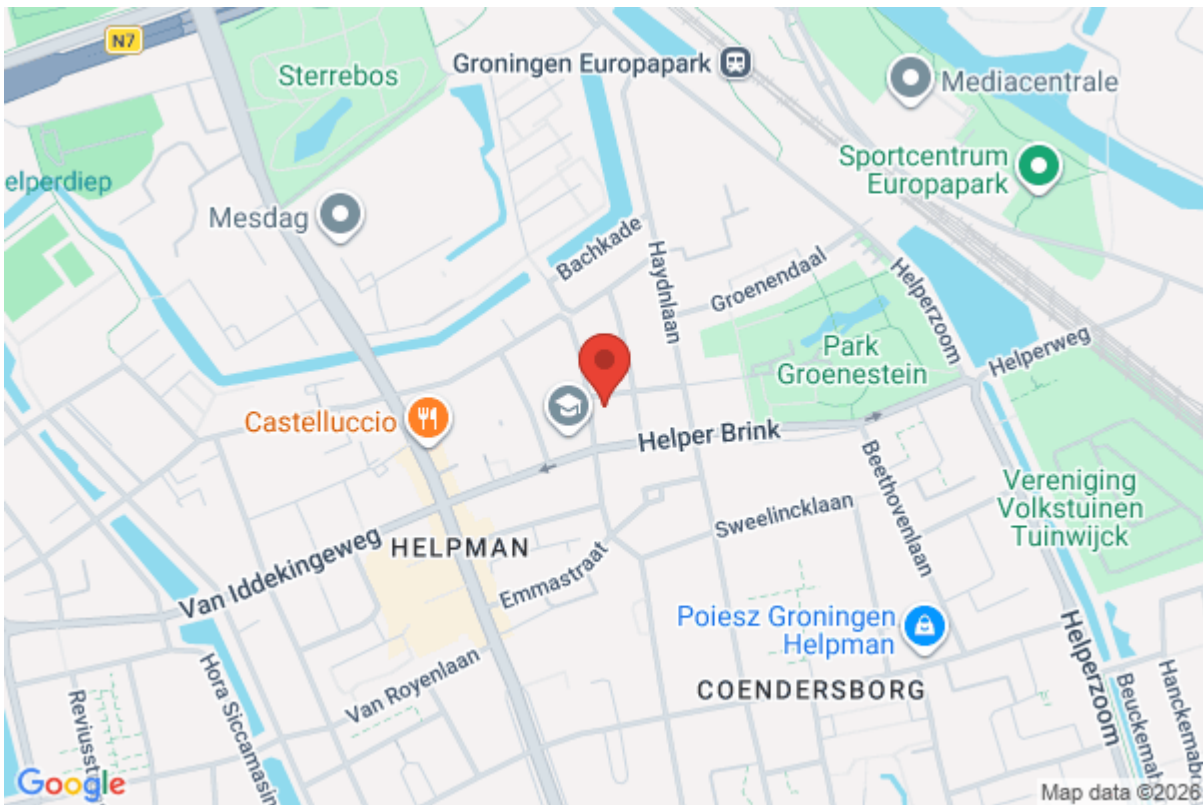 N7
Sterrebos
Groningen Europapark
Mediacentrale
Sportcentrum
Europapark
elperdiep
Mesdag
Bachkade
Haydnlaan
Groenendaal
Helperzoom
Park
Groenestein
Helperweg
Castelluccio
Helper Brink
Beethovenlaan
Vereniging
Volkstuinen
Tuinwijck
Sweelincklaan
HELPMAN
Van Iddekingeweg
Emmastraat
Poiesz Groningen
Helpman
Van Royenlaan
COENDERSBORG
Helperzoom
Hora Siccamasin
Reviusst
Beuckemah
Hanckemab
Google
Map data ©2026